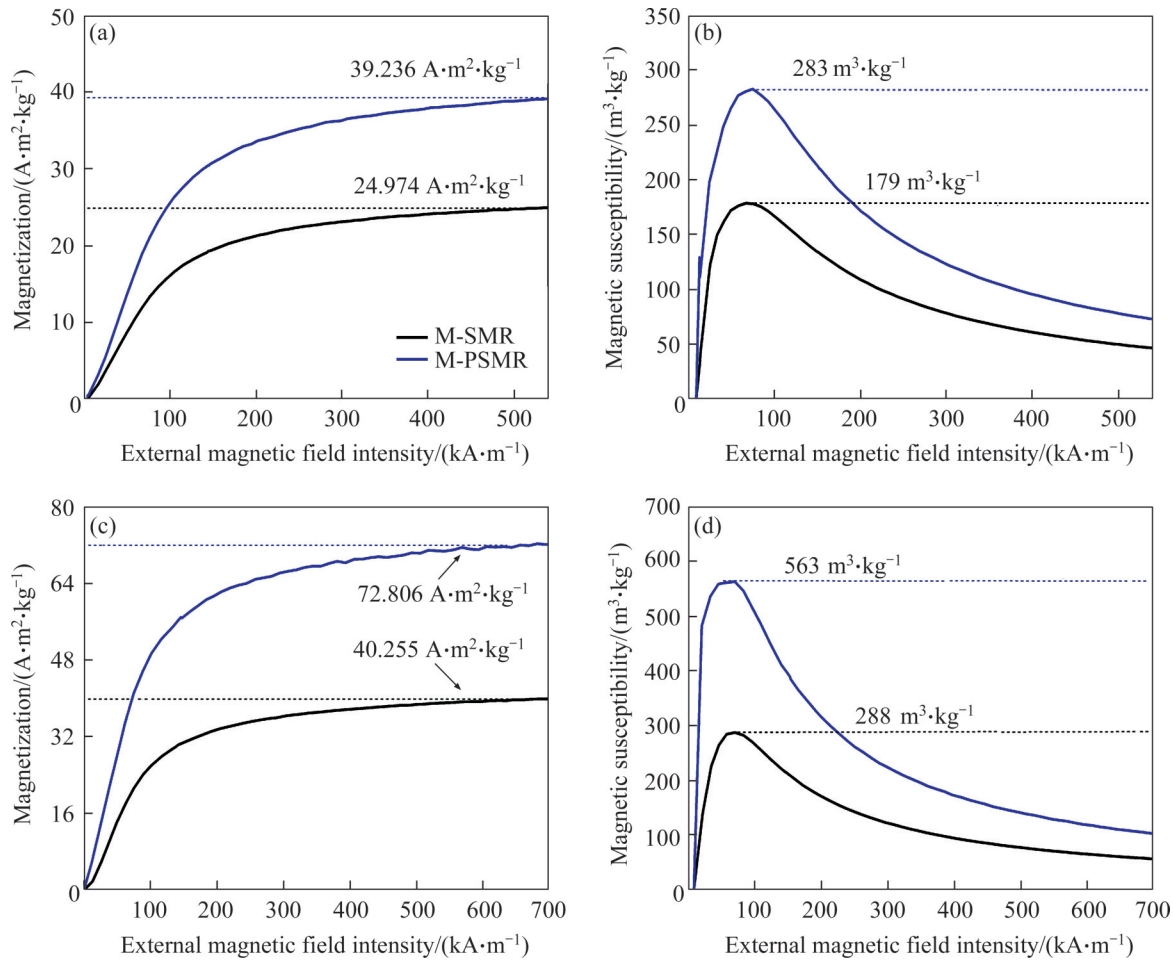 (a)
50
40
30
20
10
0
Magnetization/(A·m²·kg⁻¹)
39.236 A·m²·kg⁻¹
24.974 A·m²·kg⁻¹
M-SMR
M-PSMR
100 200 300 400 500
External magnetic field intensity/(kA·m⁻¹)
(b)
350
300
250
200
150
100
50
0
Magnetic susceptibility/(m³·kg⁻¹)
283 m³·kg⁻¹
179 m³·kg⁻¹
100 200 300 400 500
External magnetic field intensity/(kA·m⁻¹)
(c)
80
64
48
32
16
0
Magnetization/(A·m²·kg⁻¹)
72.806 A·m²·kg⁻¹
40.255 A·m²·kg⁻¹
100 200 300 400 500 600 700
External magnetic field intensity/(kA·m⁻¹)
(d)
700
600
500
400
300
200
100
0
Magnetic susceptibility/(m³·kg⁻¹)
563 m³·kg⁻¹
288 m³·kg⁻¹
100 200 300 400 500 600 700
External magnetic field intensity/(kA·m⁻¹)